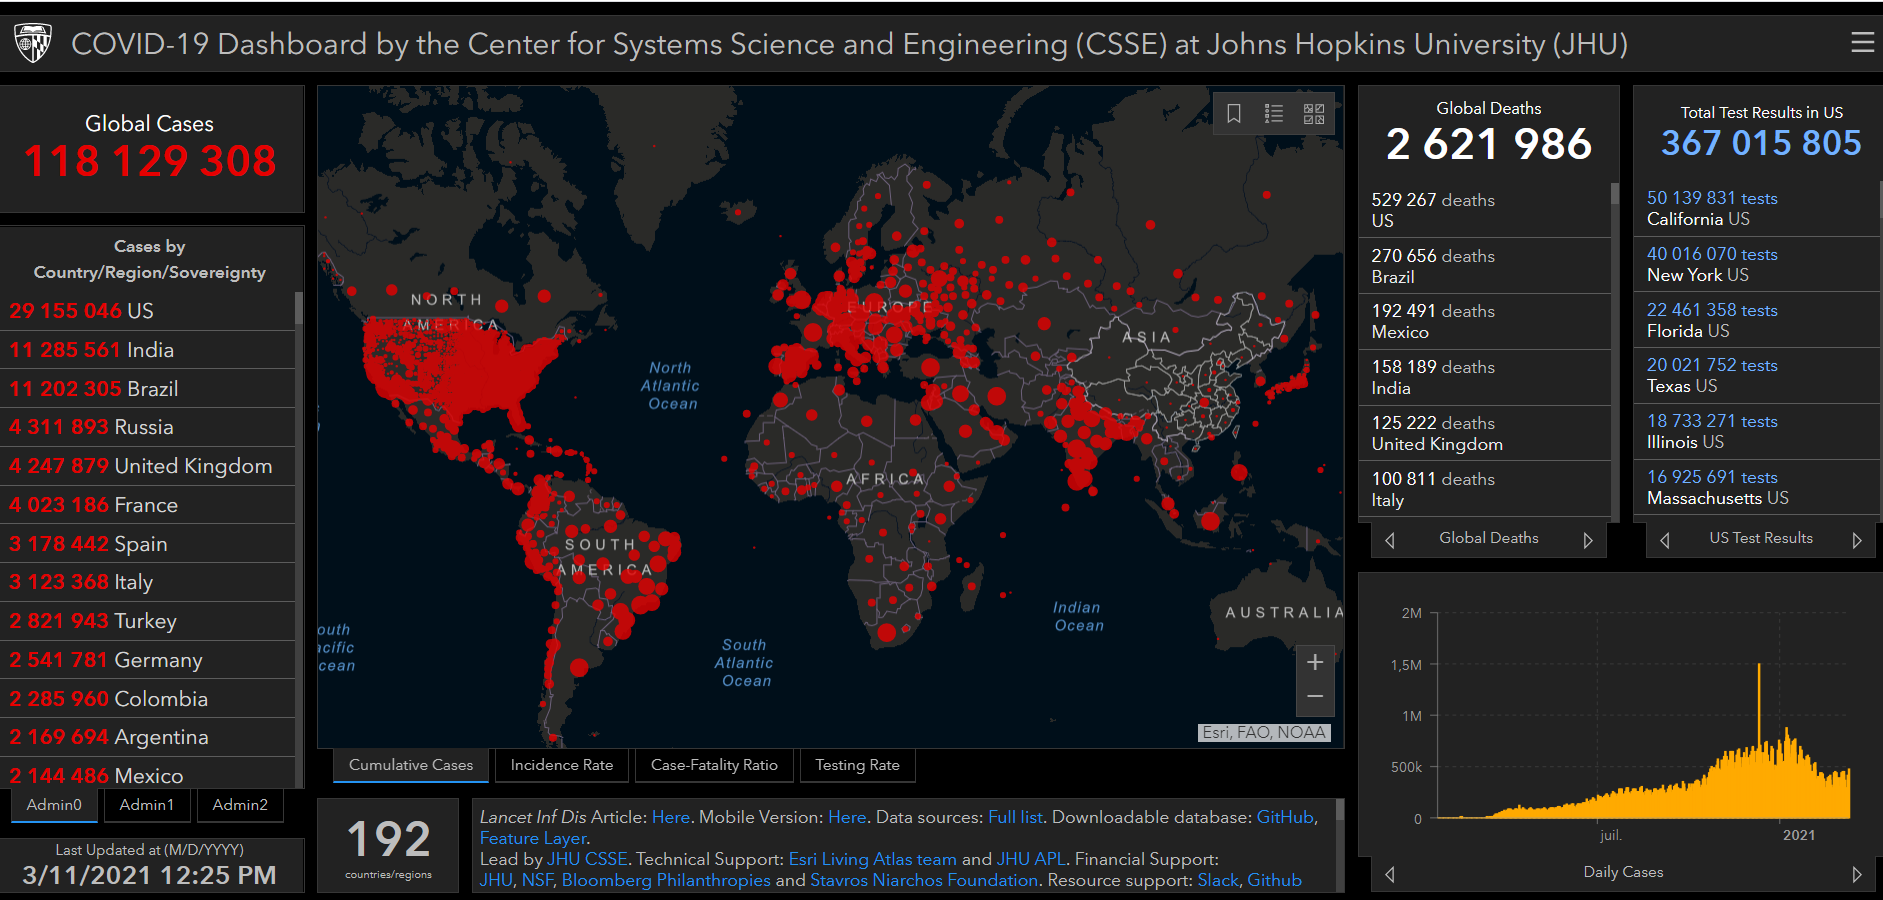 COVID-19 Dashboard by the Center for Systems Science and Engineering (CSSE) at Johns Hopkins University (JHU)
Global Cases
118 129 308
Cases by
Country/Region/Sovereignty
29 155 046 US
11 285 561 India
11 202 305 Brazil
4 311 893 Russia
4 247 879 United Kingdom
4 023 186 France
3 178 442 Spain
3 123 368 Italy
2 821 943 Turkey
2 541 781 Germany
2 285 960 Colombia
2 169 694 Argentina
2 144 486 Mexico
Admin0
Admin1
Admin2
Last Updated at (M/D/YYYY)
3/11/2021 12:25 PM
NORTH
AMERICA
EUROPE
ASIA
North
Atlantic
Ocean
AFRICA
SOUTH
AMERICA
Indian
Ocean
AUSTRALIA
outh
acific
cean
South
Atlantic
Ocean
+
−
Esri, FAO, NOAA
Cumulative Cases
Incidence Rate
Case-Fatality Ratio
Testing Rate
192
countries/regions
Lancet Inf Dis Article: Here. Mobile Version: Here. Data sources: Full list. Downloadable database: GitHub,
Feature Layer.
Lead by JHU CSSE. Technical Support: Esri Living Atlas team and JHU APL. Financial Support:
JHU, NSF, Bloomberg Philanthropies and Stavros Niarchos Foundation. Resource support: Slack, Github
Global Deaths
2 621 986
529 267 deaths
US
270 656 deaths
Brazil
192 491 deaths
Mexico
158 189 deaths
India
125 222 deaths
United Kingdom
100 811 deaths
Italy
Global Deaths
Total Test Results in US
367 015 805
50 139 831 tests
California US
40 016 070 tests
New York US
22 461 358 tests
Florida US
20 021 752 tests
Texas US
18 733 271 tests
Illinois US
16 925 691 tests
Massachusetts US
US Test Results
2M
1,5M
1M
500k
0
juil.
2021
Daily Cases